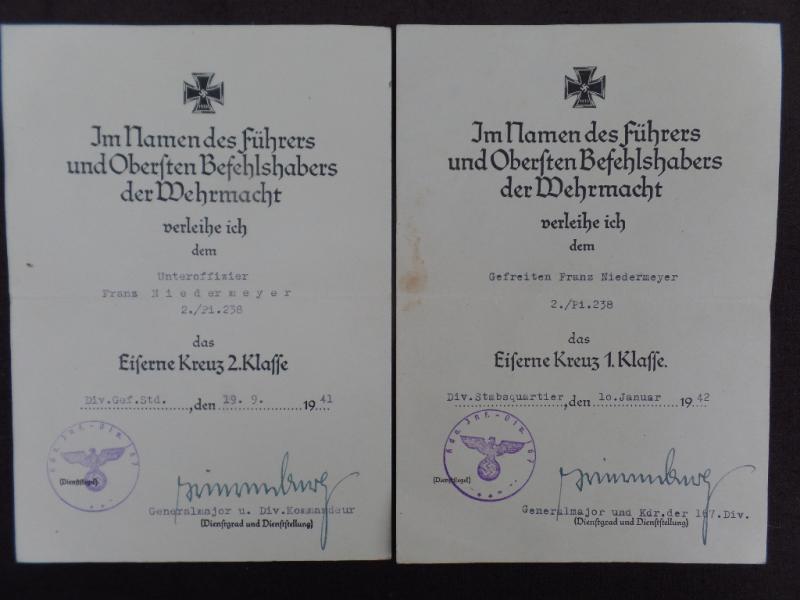 Im Namen des Führers
und Obersten Befehlshabers
der Wehrmacht
verleihe ich
dem
Unteroffizier
Franz Niedermeyer
2./Pi.238
das
Eiserne Kreuz 2.Klasse
Div.Gef.Std. ,den 19. 9. 1941
(Dienstsiegel)
Generalmajor u. Div.Kommandeur
(Dienstgrad und Dienststellung)
Im Namen des Führers
und Obersten Befehlshabers
der Wehrmacht
verleihe ich
dem
Gefreiten Franz Niedermeyer
2./Pi.238
das
Eiserne Kreuz 1.Klasse.
Div.Stabsquartier ,den 10.Januar 1942
(Dienstsiegel)
Generalmajor und Kdr.der 167.Div.
(Dienstgrad und Dienststellung)